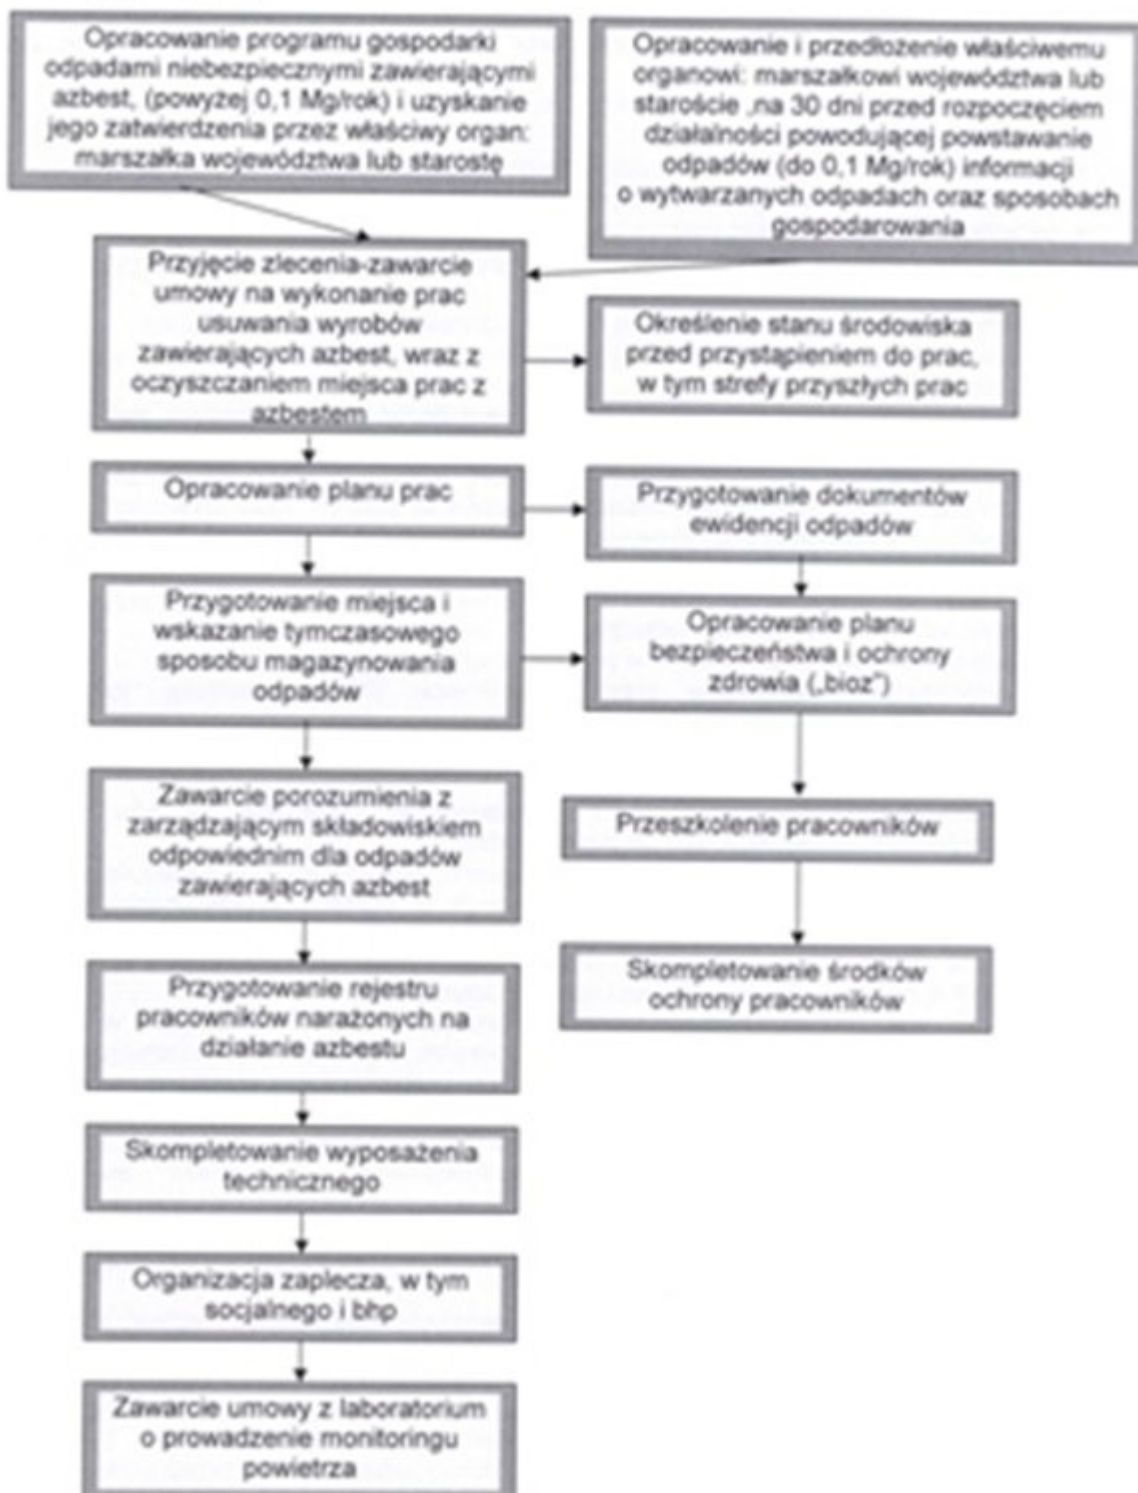 Opracowanie programu gospodarki
odpadami niebezpiecznymi zawierającymi
azbest, (powyżej 0,1 Mg/rok) i uzyskanie
jego zatwierdzenia przez właściwy organ:
marszałka województwa lub starostę
Opracowanie i przedłożenie właściwemu
organowi: marszałkowi województwa lub
staroście „na 30 dni przed rozpoczęciem
działalności powodującej powstawanie
odpadów (do 0,1 Mg/rok) informacji
o wytwarzanych odpadach oraz sposobach
gospodarowania
Przyjęcie zlecenia-zawarcie
umowy na wykonanie prac
usuwania wyrobów
zawierających azbest, wraz z
oczyszczaniem miejsca prac z
azbestem
Określenie stanu środowiska
przed przystąpieniem do prac,
w tym strefy przyszłych prac
Opracowanie planu prac
Przygotowanie dokumentów
ewidencji odpadów
Przygotowanie miejsca i
wskazanie tymczasowego
sposobu magazynowania
odpadów
Opracowanie planu
bezpieczeństwa i ochrony
zdrowia („bioz”)
Zawarcie porozumienia z
zarządzającym składowiskiem
odpowiednim dla odpadów
zawierających azbest
Przeszkolenie pracowników
Przygotowanie rejestru
pracowników narażonych na
działanie azbestu
Skompletowanie środków
ochrony pracowników
Skompletowanie wyposażenia
technicznego
Organizacja zaplecza, w tym
socjalnego i bhp
Zawarcie umowy z laboratorium
o prowadzenie monitoringu
powietrza